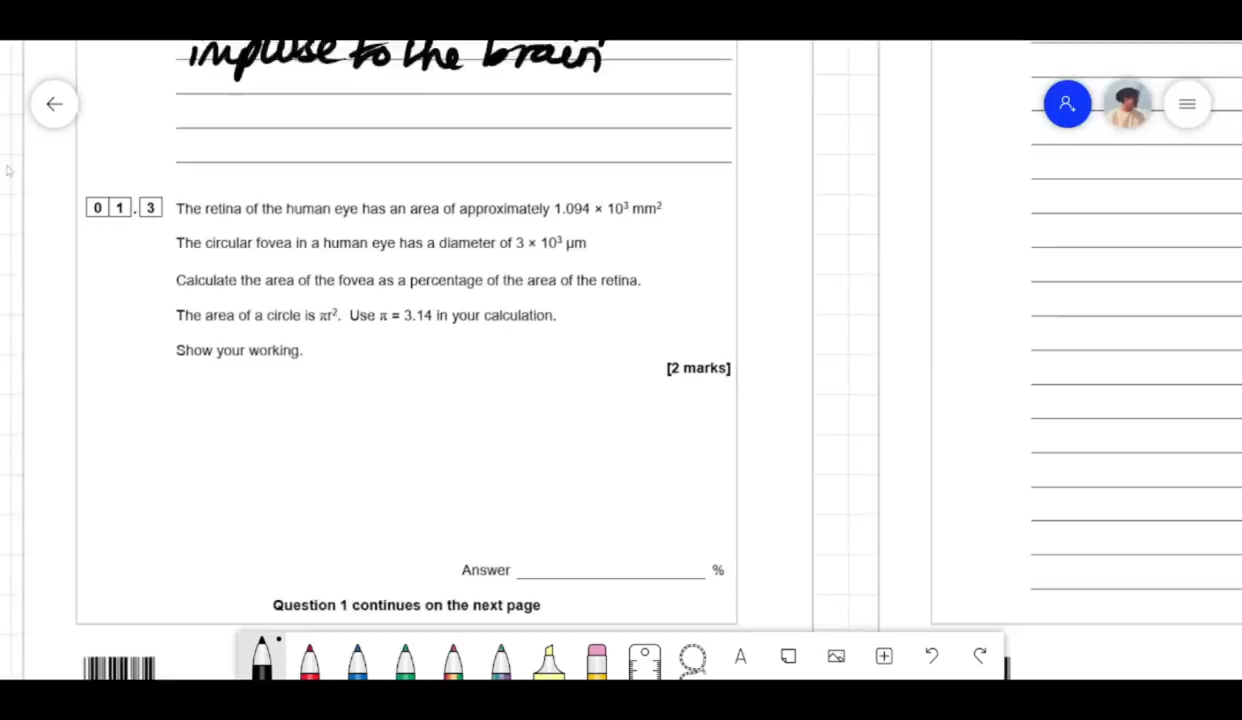 impulse to the brain
0 1 . 3 The retina of the human eye has an area of approximately 1.094 × 10³ mm²
The circular fovea in a human eye has a diameter of 3 × 10³ µm
Calculate the area of the fovea as a percentage of the area of the retina.
The area of a circle is πr². Use π = 3.14 in your calculation.
Show your working.
[2 marks]
Answer %
Question 1 continues on the next page
A